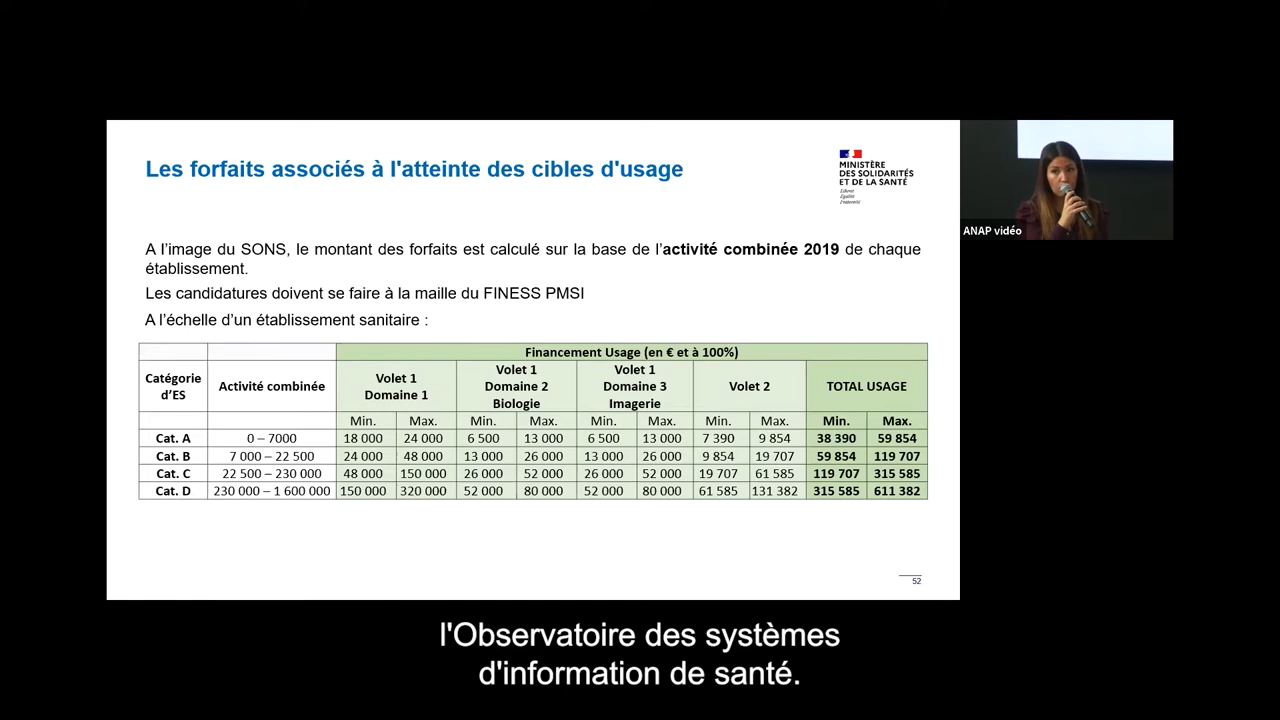 Les forfaits associés à l'atteinte des cibles d'usage
MINISTÈRE
DES SOLIDARITÉS
ET DE LA SANTÉ
Liberté
Égalité
Fraternité
A l'image du SONS, le montant des forfaits est calculé sur la base de l'activité combinée 2019 de chaque
établissement.
Les candidatures doivent se faire à la maille du FINESS PMSI
A l'échelle d'un établissement sanitaire :
Financement Usage (en € et à 100%)
Catégorie d'ES Activité combinée Volet 1 Domaine 1 Volet 1 Domaine 2 Biologie Volet 1 Domaine 3 Imagerie Volet 2 TOTAL USAGE
Min. Max. Min. Max. Min. Max. Min. Max. Min. Max.
Cat. A 0 – 7000 18 000 24 000 6 500 13 000 6 500 13 000 7 390 9 854 38 390 59 854
Cat. B 7 000 – 22 500 24 000 48 000 13 000 26 000 13 000 26 000 9 854 19 707 59 854 119 707
Cat. C 22 500 – 230 000 48 000 150 000 26 000 52 000 26 000 52 000 19 707 61 585 119 707 315 585
Cat. D 230 000 – 1 600 000 150 000 320 000 52 000 80 000 52 000 80 000 61 585 131 382 315 585 611 382
52
ANAP vidéo
l'Observatoire des systèmes
d'information de santé.